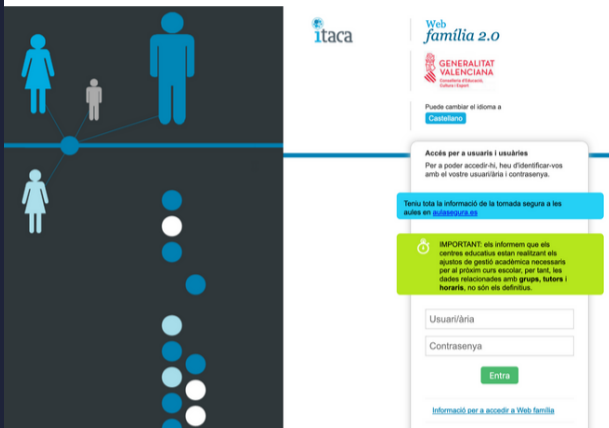 itaca
Web
família 2.0
GENERALITAT
VALENCIANA
Conselleria d'Educació,
Cultura i Esport
Puede cambiar el idioma a
Castellano
Accés per a usuaris i usuàries
Per a poder accedir-hi, heu d'identificar-vos
amb el vostre usuari/ària i contrasenya.
Teniu tota la informació de la tornada segura a les
aules en aulasegura.es
IMPORTANT: els informem que els
centres educatius estan realitzant els
ajustos de gestió acadèmica necessaris
per al pròxim curs escolar, per tant, les
dades relacionades amb grups, tutors i
horaris, no són els definitius.
Usuari/ària
Contrasenya
Entra
Informació per a accedir a Web família